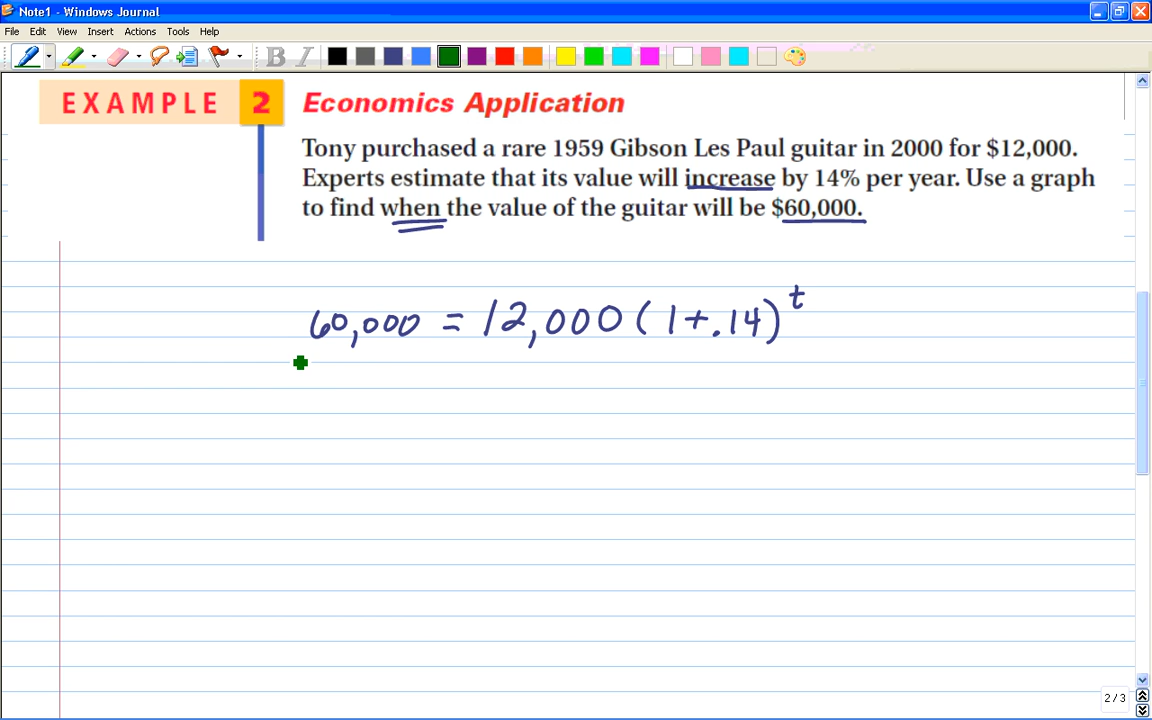 Note1 - Windows Journal
File Edit View Insert Actions Tools Help
B I
EXAMPLE 2 Economics Application
Tony purchased a rare 1959 Gibson Les Paul guitar in 2000 for $12,000.
Experts estimate that its value will increase by 14% per year. Use a graph
to find when the value of the guitar will be $60,000.
60,000 = 12,000 (1+.14)^t
2/3